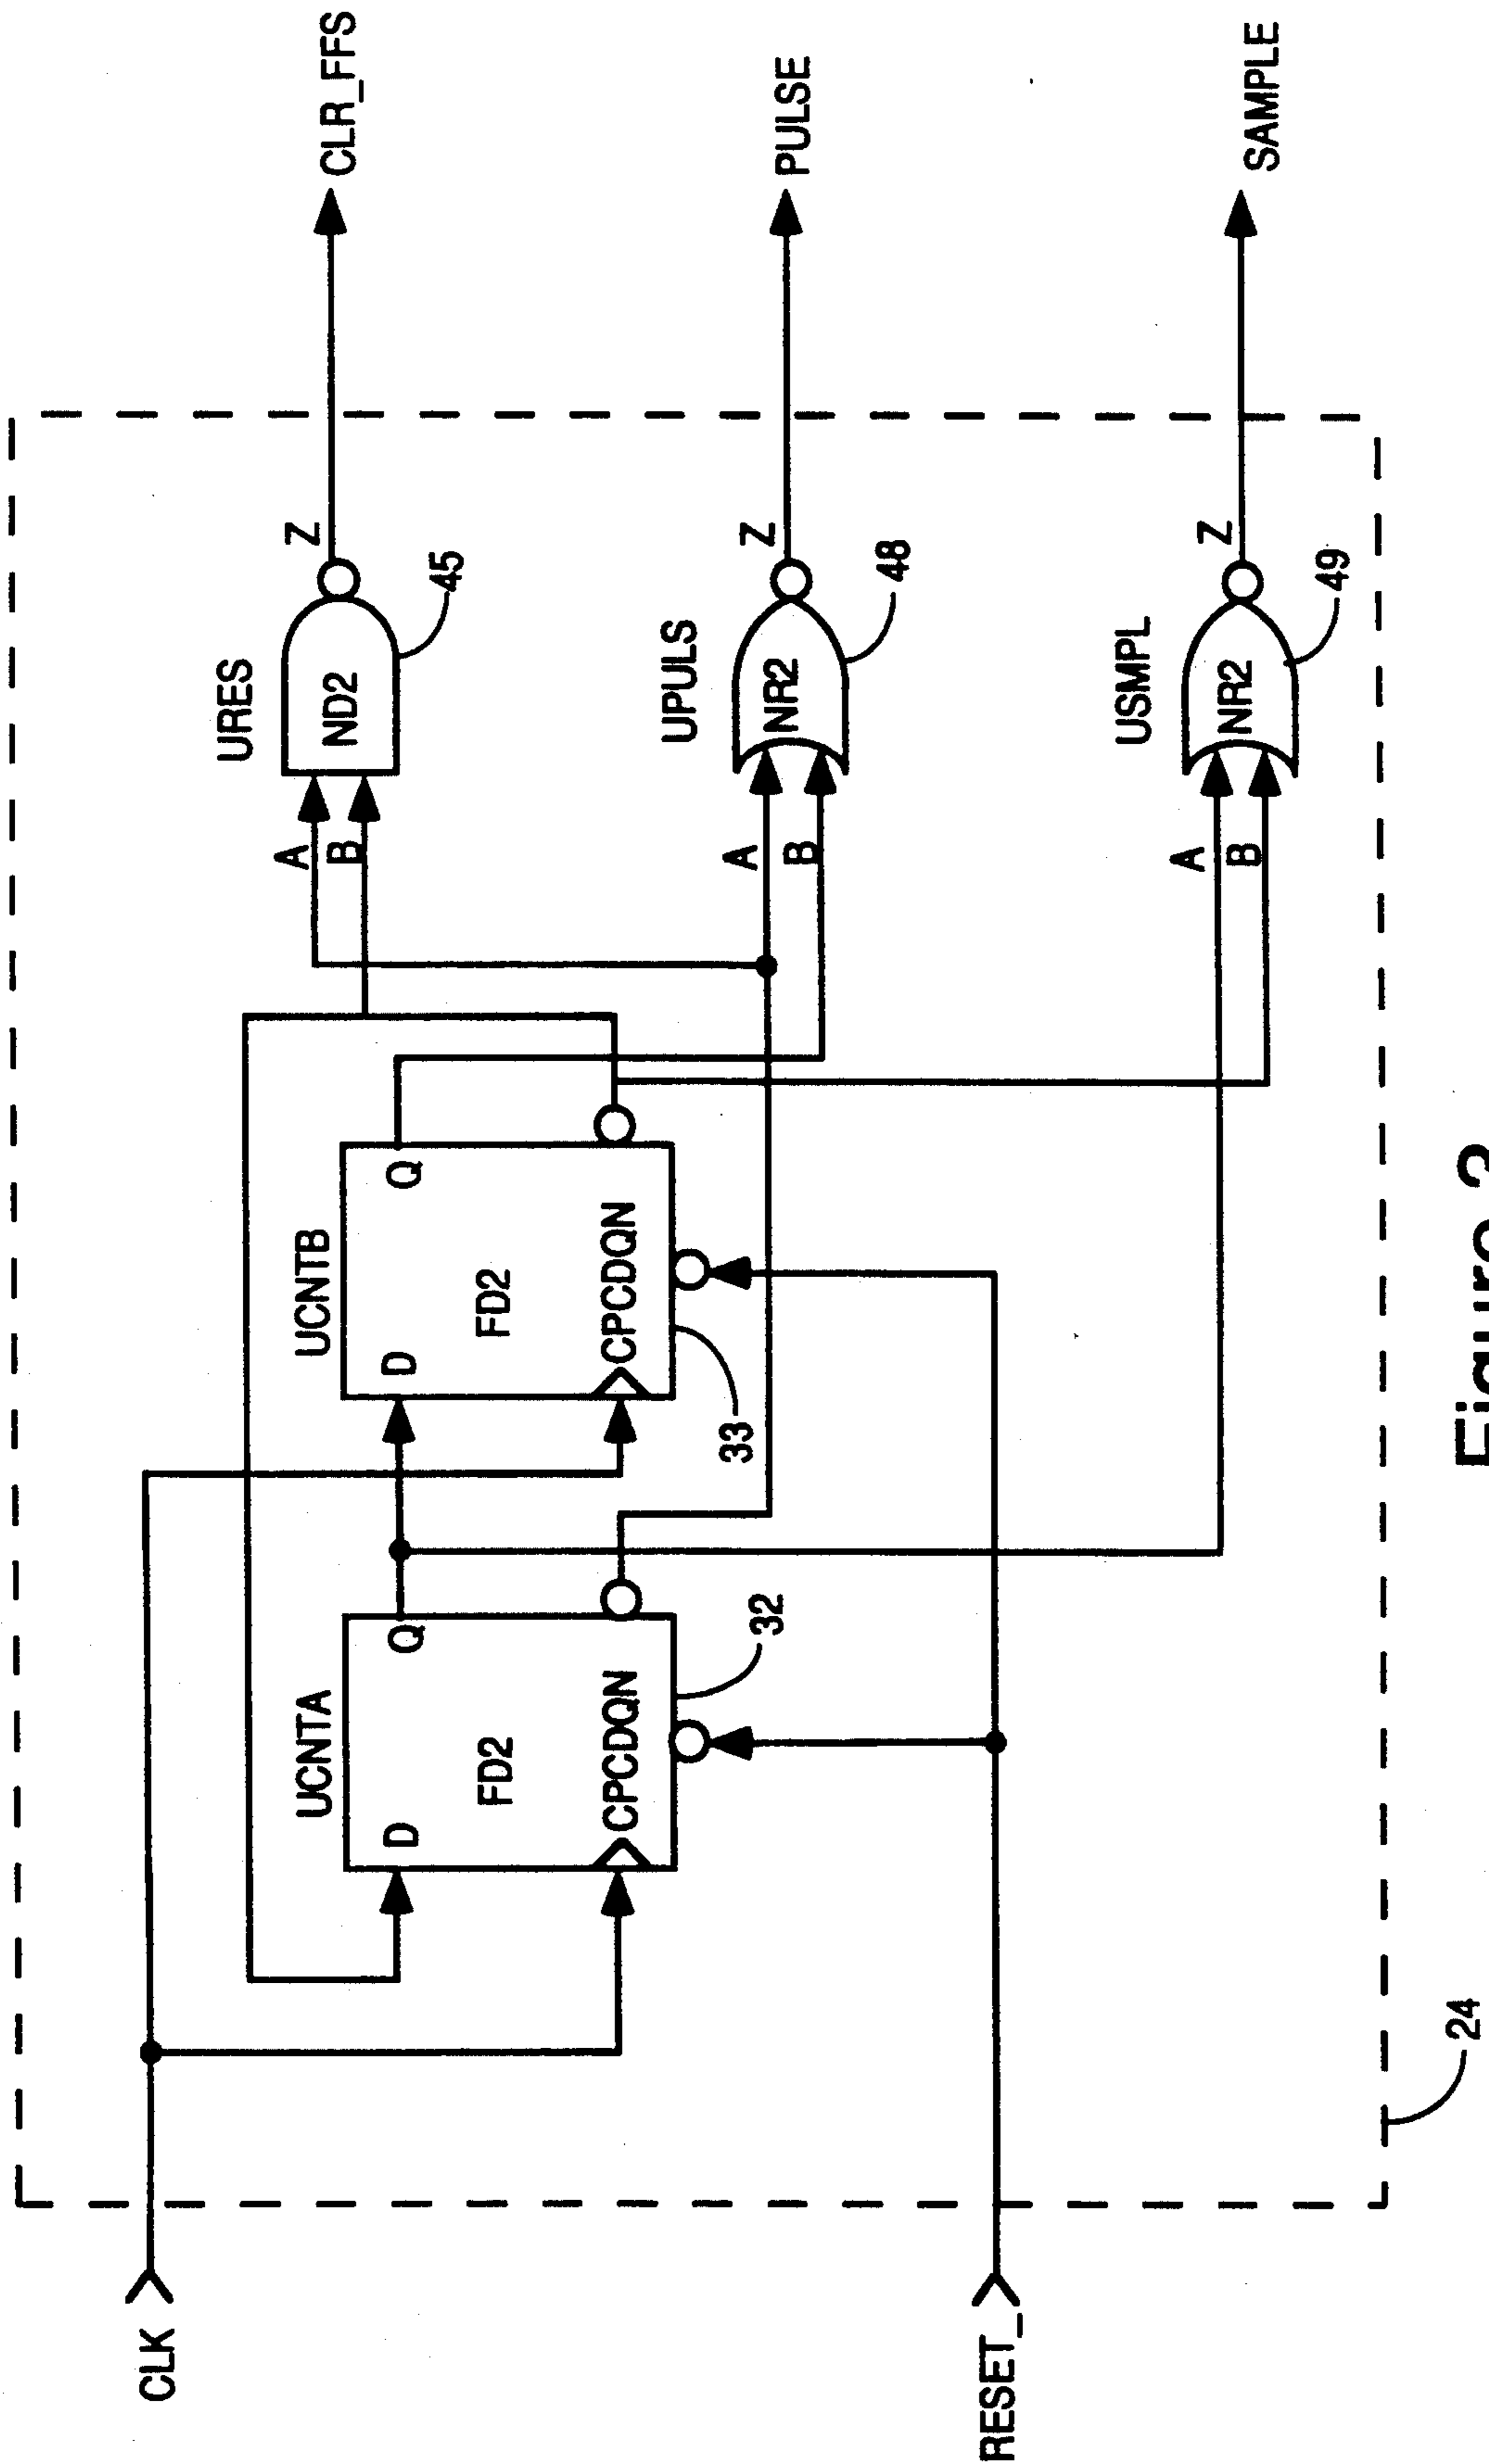 CLR_FFS
URES
ND2
A
B
Z
45
PULSE
UPULS
NR2
A
B
Z
48
SAMPLE
USMPL
NR2
A
B
Z
49
CLK
UCNTA
D
Q
FD2
CPCDQN
32
UCNTB
D
Q
FD2
CPCDQN
33
RESET_
24
Figure